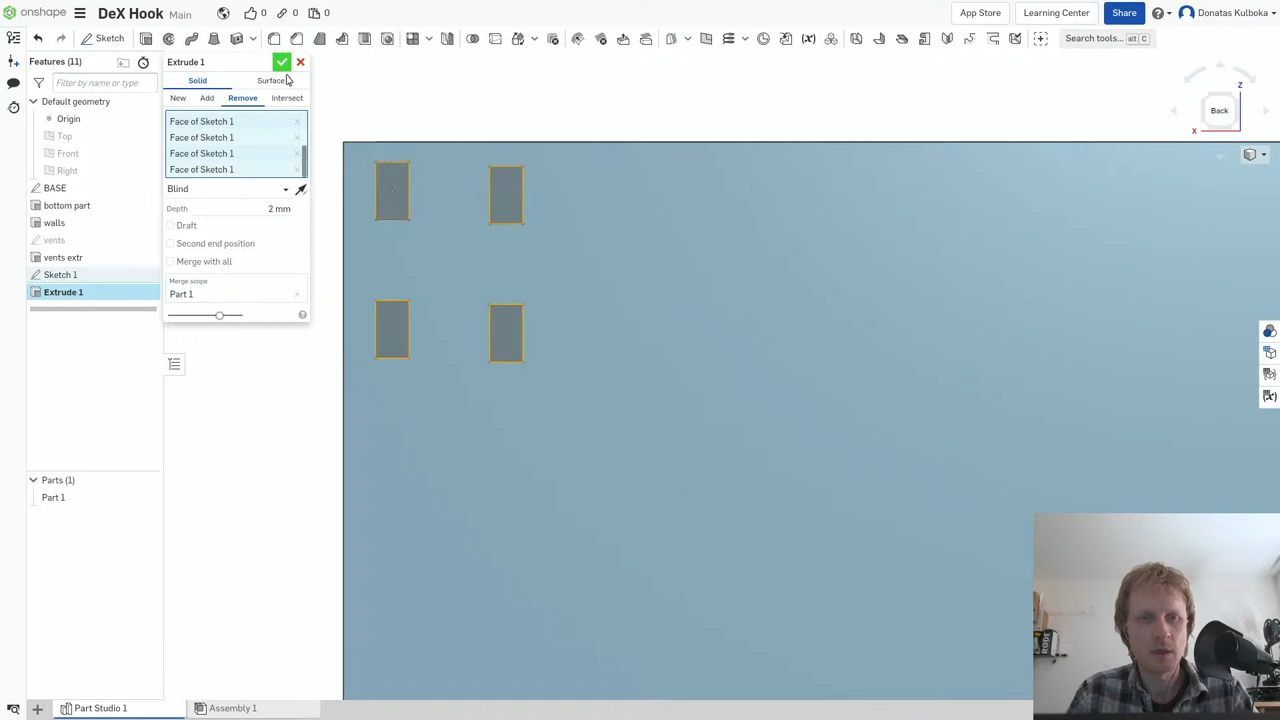 onshape
DeX Hook Main
0
0
0
App Store
Learning Center
Share
Donatas Kulboka
Sketch
Search tools... alt C
Features (11)
Filter by name or type
Default geometry
Origin
Top
Front
Right
BASE
bottom part
walls
vents
vents extr
Sketch 1
Extrude 1
Extrude 1
Solid
Surface
New
Add
Remove
Intersect
Face of Sketch 1
Face of Sketch 1
Face of Sketch 1
Face of Sketch 1
Blind
Depth
2 mm
Draft
Second end position
Merge with all
Merge scope
Part 1
Z
Back
X
Parts (1)
Part 1
RODE
Part Studio 1
Assembly 1